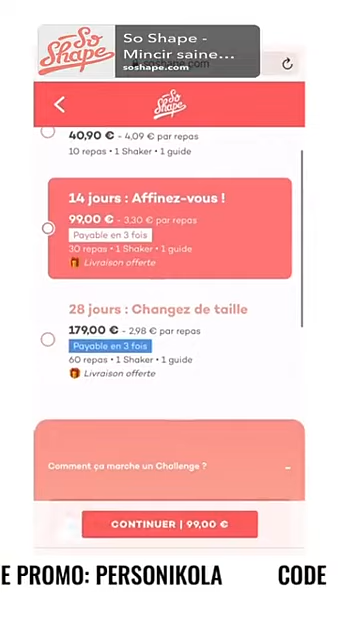 So Shape
So Shape -
Mincir saine...
soshape.com
So Shape
40,90 € - 4,09 € par repas
10 repas • 1 Shaker • 1 guide
14 jours : Affinez-vous !
99,00 € - 3,30 € par repas
Payable en 3 fois
30 repas • 1 Shaker • 1 guide
Livraison offerte
28 jours : Changez de taille
179,00 € - 2,98 € par repas
Payable en 3 fois
60 repas • 1 Shaker • 1 guide
Livraison offerte
Comment ça marche un Challenge ?
CONTINUER | 99,00 €
E PROMO: PERSONIKOLA CODE